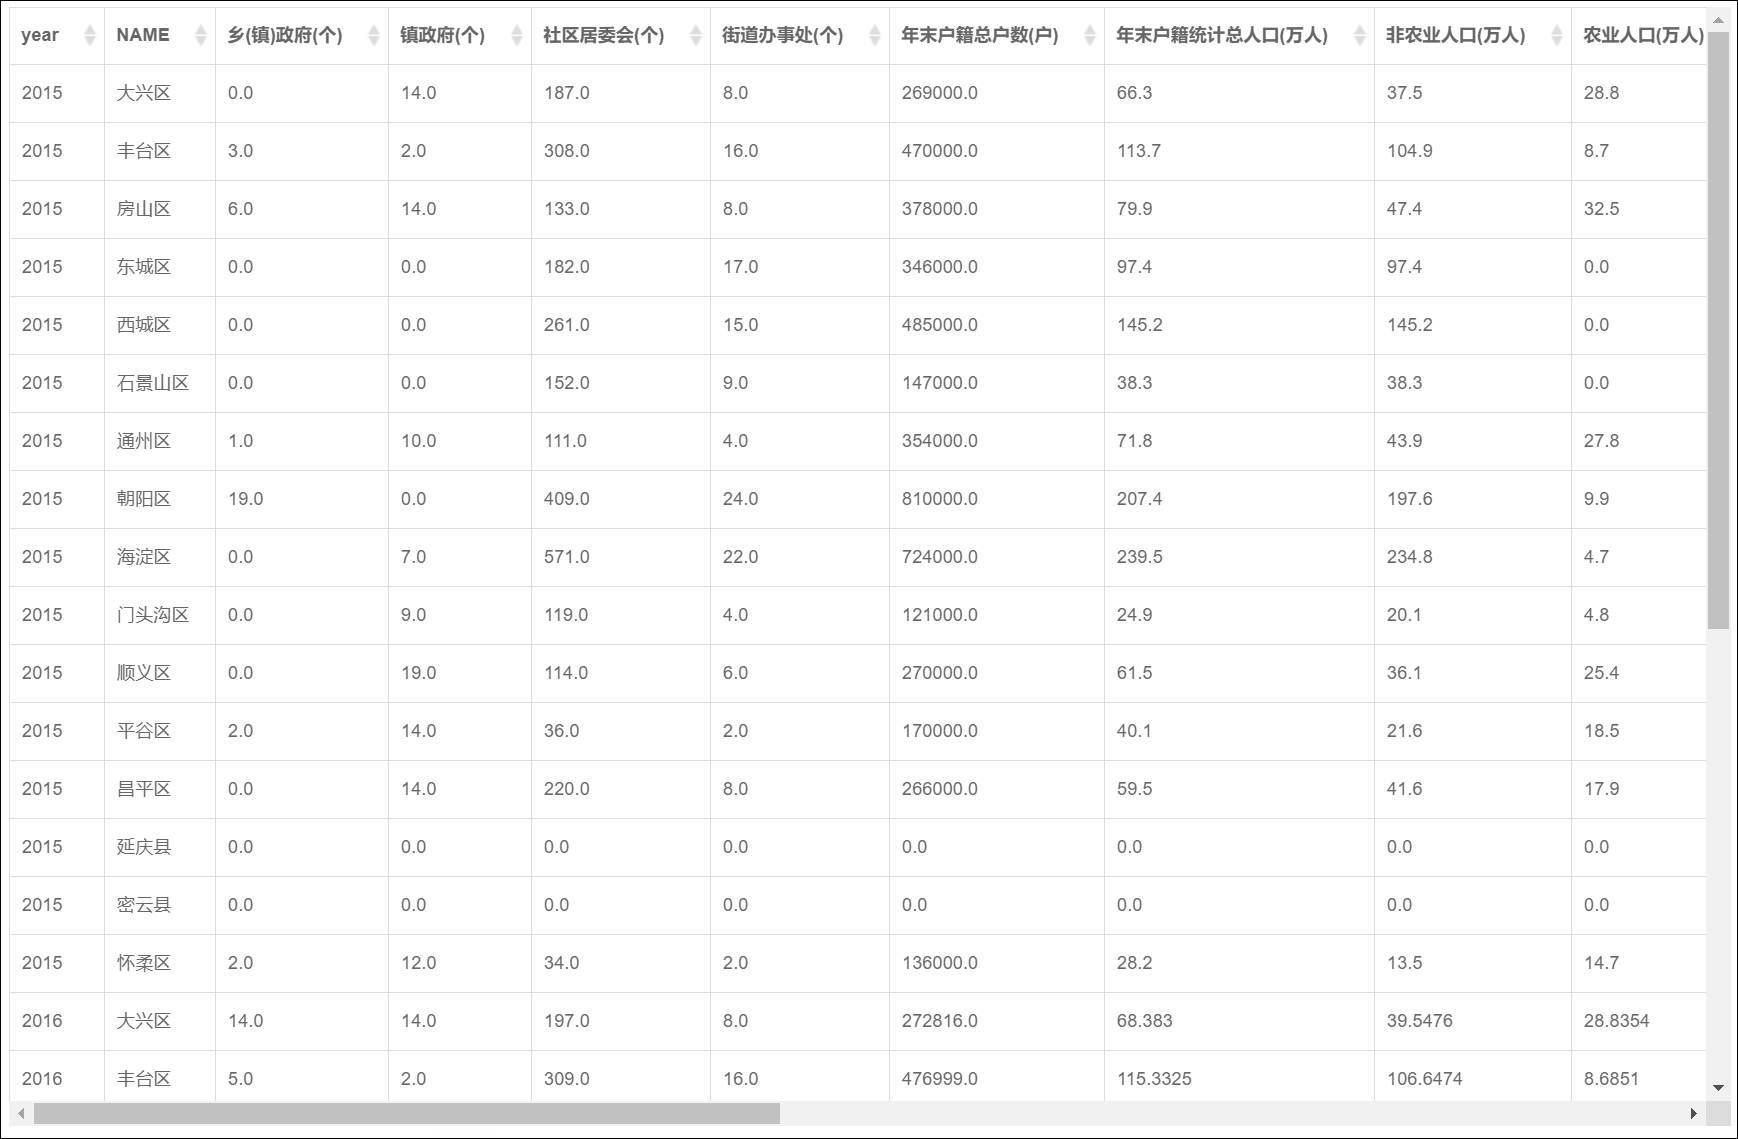 year NAME 乡(镇)政府(个) 镇政府(个) 社区居委会(个) 街道办事处(个) 年末户籍总户数(户) 年末户籍统计总人口(万人) 非农业人口(万人) 农业人口(万人)
2015 大兴区 0.0 14.0 187.0 8.0 269000.0 66.3 37.5 28.8
2015 丰台区 3.0 2.0 308.0 16.0 470000.0 113.7 104.9 8.7
2015 房山区 6.0 14.0 133.0 8.0 378000.0 79.9 47.4 32.5
2015 东城区 0.0 0.0 182.0 17.0 346000.0 97.4 97.4 0.0
2015 西城区 0.0 0.0 261.0 15.0 485000.0 145.2 145.2 0.0
2015 石景山区 0.0 0.0 152.0 9.0 147000.0 38.3 38.3 0.0
2015 通州区 1.0 10.0 111.0 4.0 354000.0 71.8 43.9 27.8
2015 朝阳区 19.0 0.0 409.0 24.0 810000.0 207.4 197.6 9.9
2015 海淀区 0.0 7.0 571.0 22.0 724000.0 239.5 234.8 4.7
2015 门头沟区 0.0 9.0 119.0 4.0 121000.0 24.9 20.1 4.8
2015 顺义区 0.0 19.0 114.0 6.0 270000.0 61.5 36.1 25.4
2015 平谷区 2.0 14.0 36.0 2.0 170000.0 40.1 21.6 18.5
2015 昌平区 0.0 14.0 220.0 8.0 266000.0 59.5 41.6 17.9
2015 延庆县 0.0 0.0 0.0 0.0 0.0 0.0 0.0 0.0
2015 密云县 0.0 0.0 0.0 0.0 0.0 0.0 0.0 0.0
2015 怀柔区 2.0 12.0 34.0 2.0 136000.0 28.2 13.5 14.7
2016 大兴区 14.0 14.0 197.0 8.0 272816.0 68.383 39.5476 28.8354
2016 丰台区 5.0 2.0 309.0 16.0 476999.0 115.3325 106.6474 8.6851